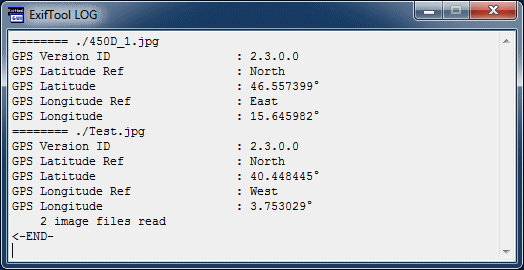 ExifTool LOG
======== ./450D_1.jpg
GPS Version ID                  : 2.3.0.0
GPS Latitude Ref                : North
GPS Latitude                    : 46.557399°
GPS Longitude Ref               : East
GPS Longitude                   : 15.645982°
======== ./Test.jpg
GPS Version ID                  : 2.3.0.0
GPS Latitude Ref                : North
GPS Latitude                    : 40.448445°
GPS Longitude Ref               : West
GPS Longitude                   : 3.753029°
    2 image files read
<-END-